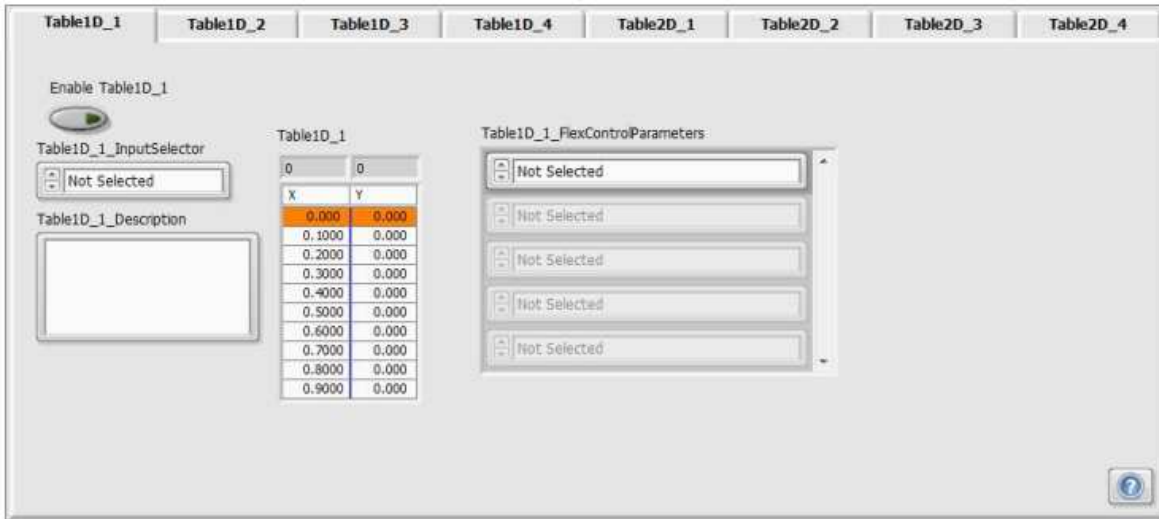 Table1D_1 Table1D_2 Table1D_3 Table1D_4 Table2D_1 Table2D_2 Table2D_3 Table2D_4
Enable Table1D_1
Table1D_1_InputSelector
Not Selected
Table1D_1_Description
Table1D_1
0 0
X Y
0.000 0.000
0.1000 0.000
0.2000 0.000
0.3000 0.000
0.4000 0.000
0.5000 0.000
0.6000 0.000
0.7000 0.000
0.8000 0.000
0.9000 0.000
Table1D_1_FlexControlParameters
Not Selected
Not Selected
Not Selected
Not Selected
Not Selected
?